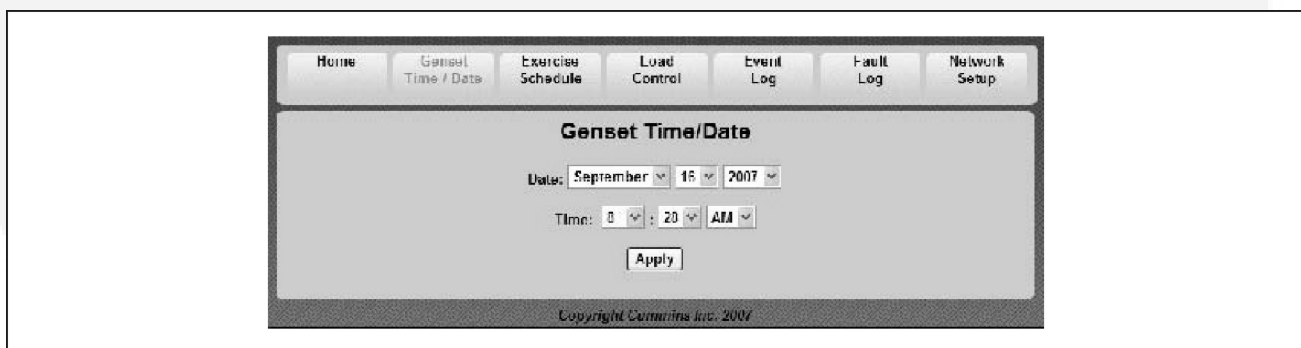 Home Genset Exercise Load Event Fault Network
Time / Date Schedule Control Log Log Setup
Genset Time/Date
Date: September 16 2007
Time: 8 : 20 AM
Apply
Copyright Cummins Inc. 2007